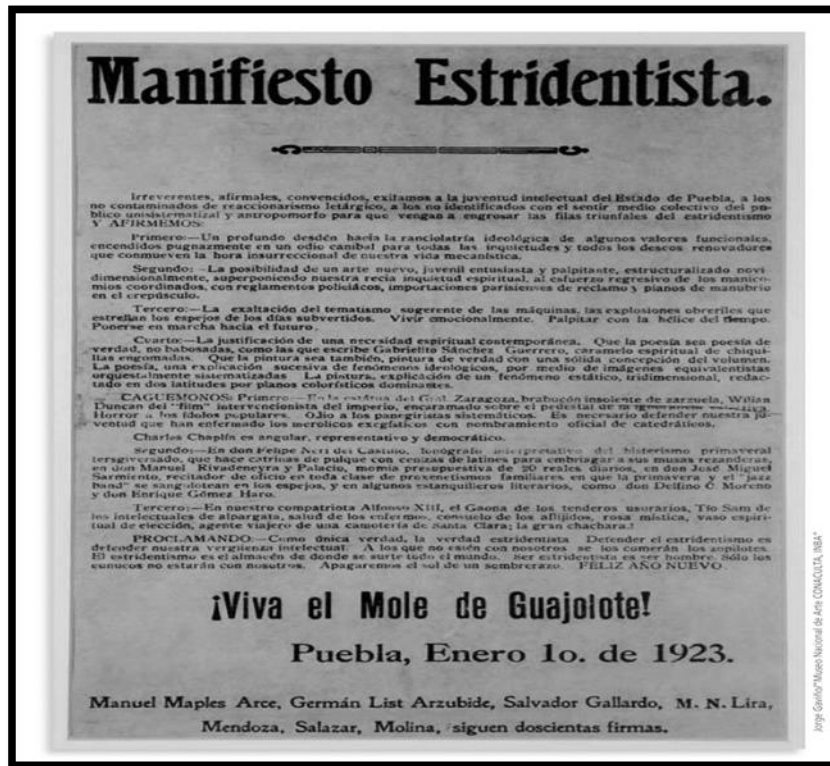 Manifiesto Estridentista.
Irreverentes, afirmales, convencidos, exitamos a la juventud intelectual del Estado de Puebla, a los
no contaminados de reaccionarismo letárgico, a los no identificados con el sentir medio colectivo del pú-
blico unisistematizal y antropomorfo para que vengan a engrosar las filas triunfales del estridentismo
Y AFIRMEMOS:
Primero:—Un profundo desdén hacia la ranciolatría ideológica de algunos valores funcionales,
encendidos pugnazmente en un odio canibal para todas las inquietudes y todos los deseos renovadores
que conmueven la hora insurreccional de nuestra vida mecanística.
Segundo: —La posibilidad de un arte nuevo, juvenil entusiasta y palpitante, estructuralizado novi-
dimensionalmente, superponiendo nuestra recia inquietud espiritual, al esfuerzo regresivo de los manico-
mios coordinados, con reglamentos policiácos, importaciones parisienses de reclamo y pianos de manubrio
en el crepúsculo.
Tercero:—La exaltación del tematismo sugerente de las máquinas, las explosiones obreriles que
estrellan los espejos de los días subvertidos. Vivir emocionalmente. Palpitar con la hélice del tiempo.
Ponerse en marcha hacia el futuro.
Cuarto:—La justificación de una necesidad espiritual contemporánea. Que la poesía sea poesía de
verdad, no babosadas, como las que escribe Gabrielito Sánchez Guerrero, caramelo espiritual de chiqui-
llas engomadas. Que la pintura sea también, pintura de verdad con una sólida concepción del volumen.
La poesía, una explicación sucesiva de fenómenos ideológicos, por medio de imágenes equivalentistas
orquestalmente sistematizadas La pintura, explicación de un fenómeno estático, tridimensional, redac-
tado en dos latitudes por planos colorísticos dominantes.
CAGUEMONOS: Primero:—En la estátua del Gral. Zaragoza, brabucón insolente de zarzuela, Wilian
Duncan del "film" intervencionista del imperio, encaramado sobre el pedestal de la
Horror a los ídolos populares. Odio a los panegiristas sistemáticos. Es necesario defender nuestra ju-
ventud que han enfermado los merolicos exegísticos con nombramiento oficial de catedráticos.
Charles Chaplin es angular, representativo y democrático.
Segundo:—En don Felipe Neri del Castillo, fonógrafo interpretativo del histerismo primaveral
tergiversado, que hace catrinas de pulque con cenizas de latines para embriagar a sus musas rezanderas,
en don Manuel Rivadeneyra y Palacio, momia presupuestiva de 20 reales diarios, en don José Miguel
Sarmiento, recitador de oficio en toda clase de proxenetismos familiares en que la primavera y el "jazz
band" se sangolotean en los espejos, y en algunos estanquilleros literarios, como don Delfino C. Moreno
y don Enrique Gómez Haro.
Tercero:—En nuestro compatriota Alfonso XIII, el Gaona de los tenderos usurarios, Tío Sam de
los intelectuales de alpargata, salud de los enfermos, consuelo de los aflijidos, rosa mística, vaso espiri-
tual de elección, agente viajero de una camotería de Santa Clara; la gran chachara!
PROCLAMANDO:—Como única verdad, la verdad estridentista Defender el estridentismo es
defender nuestra vergüenza intelectual. A los que no estén con nosotros se los comerán los zopilotes.
El estridentismo es el almacén de donde se surte todo el mundo. Ser estridentista es ser hombre. Sólo los
eunucos no estarán con nosotros. Apagaremos el sol de un sombrerazo. FELIZ AÑO NUEVO.
¡Viva el Mole de Guajolote!
Puebla, Enero 1o. de 1923.
Manuel Maples Arce, Germán List Arzubide, Salvador Gallardo, M. N. Lira,
Mendoza, Salazar, Molina, siguen doscientas firmas.
Jorge Gaviño/"Museo Nacional de Arte CONACULTA, INBA"